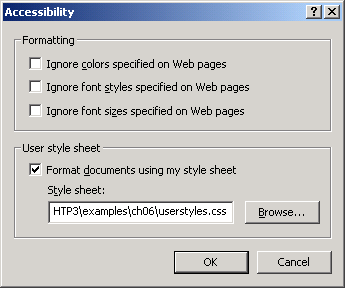 Accessibility
Formatting
Ignore colors specified on Web pages
Ignore font styles specified on Web pages
Ignore font sizes specified on Web pages
User style sheet
Format documents using my style sheet
Style sheet:
HTP3\examples\ch06\userstyles.css
Browse...
OK
Cancel